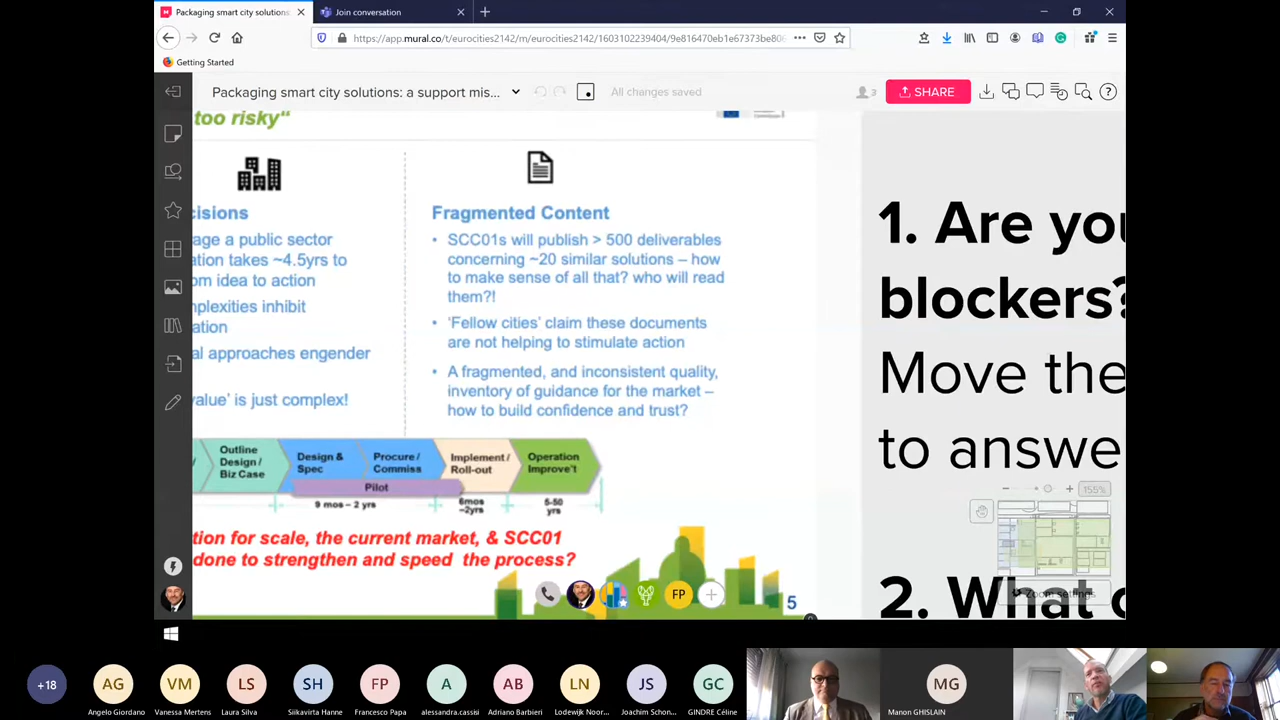 Packaging smart city solutions:
Join conversation
https://app.mural.co/t/eurocities2142/m/eurocities2142/1603102239404/9e816470eb1e67373be80
Getting Started
Packaging smart city solutions: a support mis...
All changes saved
3
SHARE
too risky“
cisions
age a public sector
ation takes ~4.5yrs to
om idea to action
mplexities inhibit
ation
al approaches engender
value' is just complex!
Fragmented Content
• SCC01s will publish > 500 deliverables
concerning ~20 similar solutions – how
to make sense of all that? who will read
them?!
• 'Fellow cities' claim these documents
are not helping to stimulate action
• A fragmented, and inconsistent quality,
inventory of guidance for the market –
how to build confidence and trust?
Outline
Design /
Biz Case
Design &
Spec
Procure /
Commiss
Implement /
Roll-out
Operation
Improve't
Pilot
9 mos – 2 yrs
6mos
–2yrs
5-50
yrs
tion for scale, the current market, & SCC01
done to strengthen and speed the process?
5
1. Are you
blockers?
Move the
to answe
155%
2. What
Zoom settings
FP
+18
AG
VM
LS
SH
FP
A
AB
LN
JS
GC
MG
Angelo Giordano
Vanessa Mertens
Laura Silva
Siikavirta Hanne
Francesco Papa
alessandra.cassisi
Adriano Barbieri
Lodewijk Noor...
Joachim Schon...
GINDRE Céline
Manon GHISLAIN